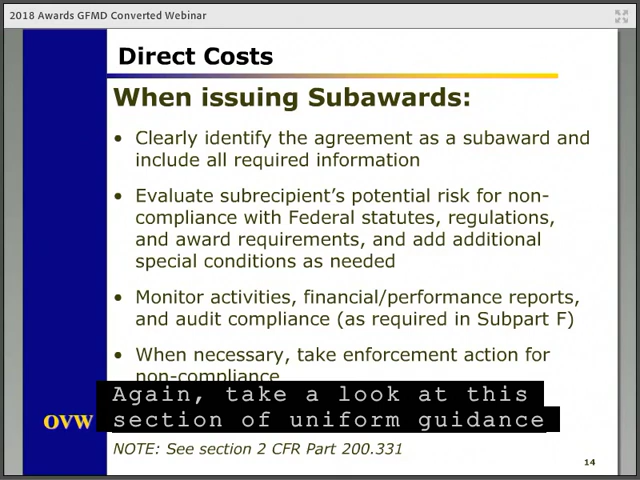 2018 Awards GFMD Converted Webinar
Direct Costs
When issuing Subawards:
• Clearly identify the agreement as a subaward and
include all required information
• Evaluate subrecipient's potential risk for non-
compliance with Federal statutes, regulations,
and award requirements, and add additional
special conditions as needed
• Monitor activities, financial/performance reports,
and audit compliance (as required in Subpart F)
• When necessary, take enforcement action for
non-compliance
Again, take a look at this
section of uniform guidance
OVW
NOTE: See section 2 CFR Part 200.331
14